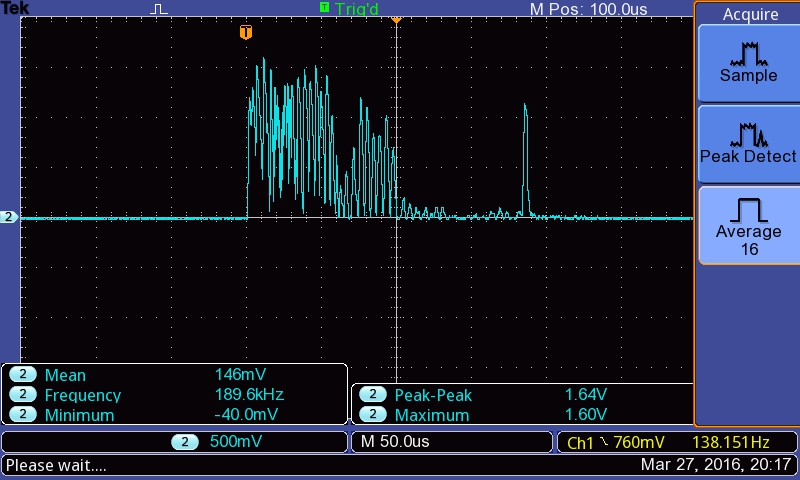 Tek T Trig'd M Pos: 100.0us
T
2
Acquire
Sample
Peak Detect
Average
16
2 Mean 146mV
2 Frequency 189.6kHz
2 Minimum -40.0mV
2 Peak-Peak 1.64V
2 Maximum 1.60V
2 500mV M 50.0us Ch1 760mV 138.151Hz
Please wait.... Mar 27, 2016, 20:17